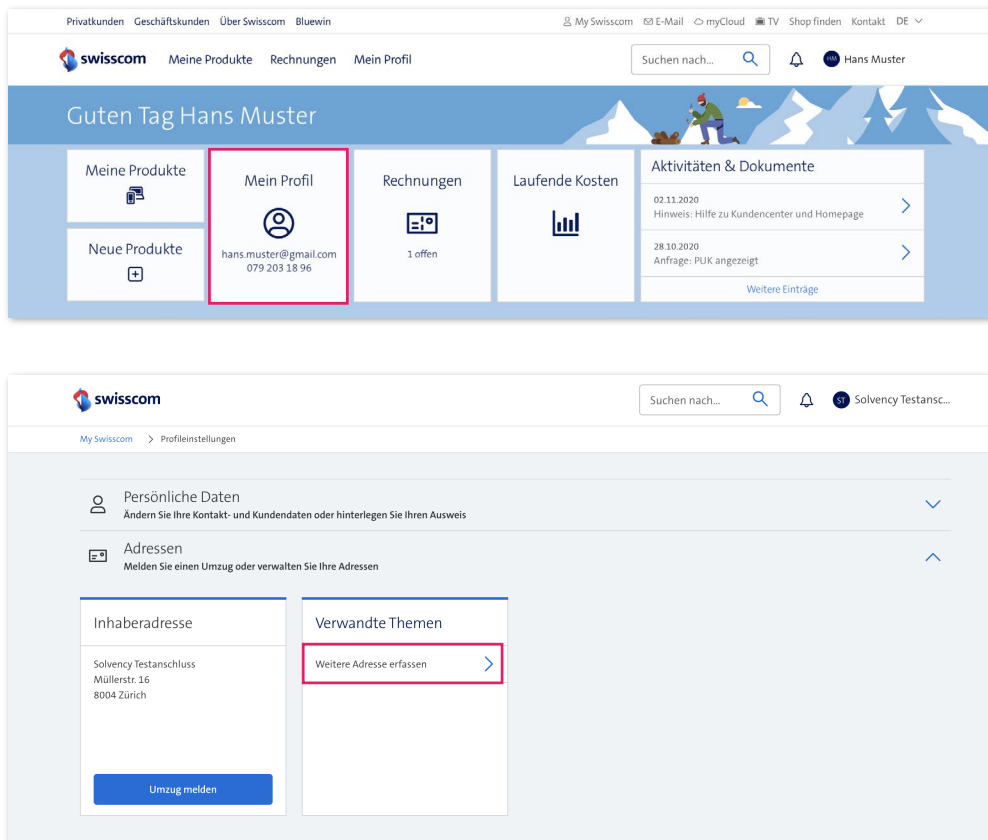 Privatkunden Geschäftskunden Über Swisscom Bluewin My Swisscom E-Mail myCloud TV Shop finden Kontakt DE
swisscom Meine Produkte Rechnungen Mein Profil Suchen nach... HM Hans Muster
Guten Tag Hans Muster
Meine Produkte
Neue Produkte
Mein Profil
hans.muster@gmail.com
079 203 18 96
Rechnungen
1 offen
Laufende Kosten
Aktivitäten & Dokumente
02.11.2020
Hinweis: Hilfe zu Kundencenter und Homepage
28.10.2020
Anfrage: PUK angezeigt
Weitere Einträge
swisscom Suchen nach... ST Solvency Testansc...
My Swisscom > Profileinstellungen
Persönliche Daten
Ändern Sie Ihre Kontakt- und Kundendaten oder hinterlegen Sie Ihren Ausweis
Adressen
Melden Sie einen Umzug oder verwalten Sie Ihre Adressen
Inhaberadresse
Solvency Testanschluss
Müllerstr. 16
8004 Zürich
Umzug melden
Verwandte Themen
Weitere Adresse erfassen